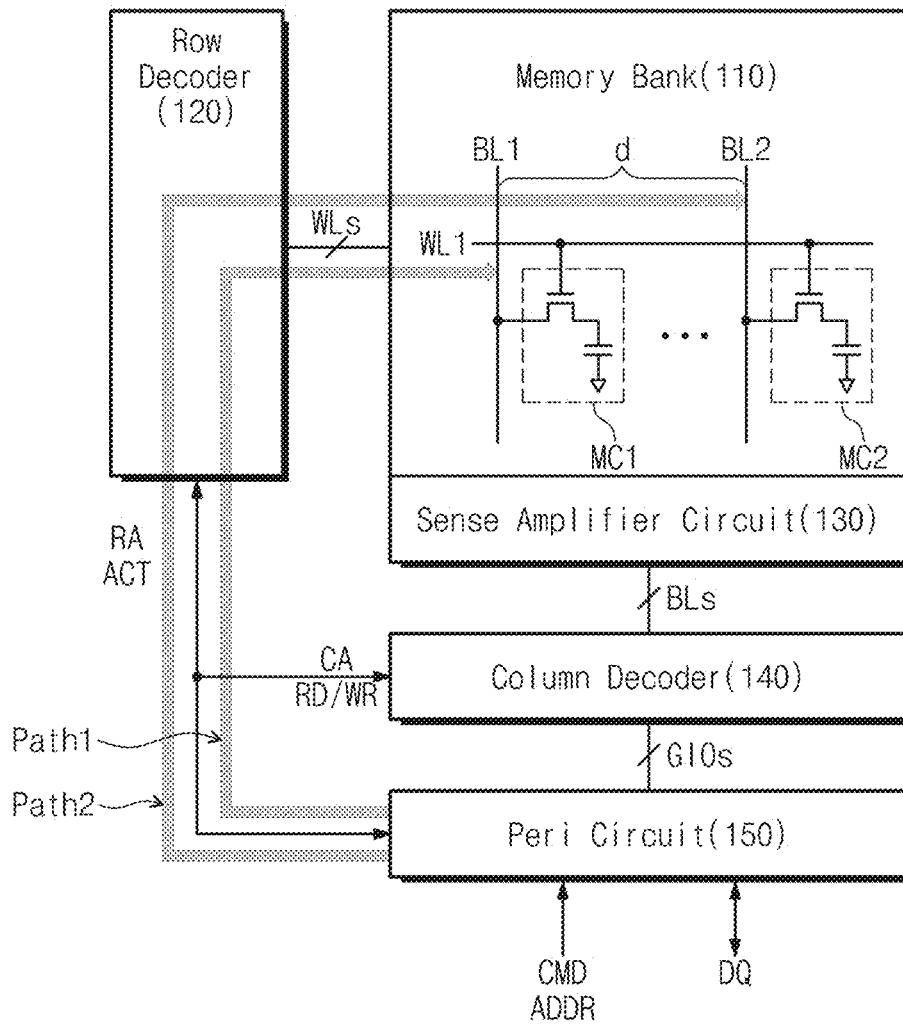 Row
Decoder
(120)
Memory Bank(110)
BL1
d
BL2
WLs
WL1
MC1
MC2
Sense Amplifier Circuit(130)
RA
ACT
BLs
CA
RD/WR
Column Decoder(140)
Path1
GIOs
Path2
Peri Circuit(150)
CMD
ADDR
DQ